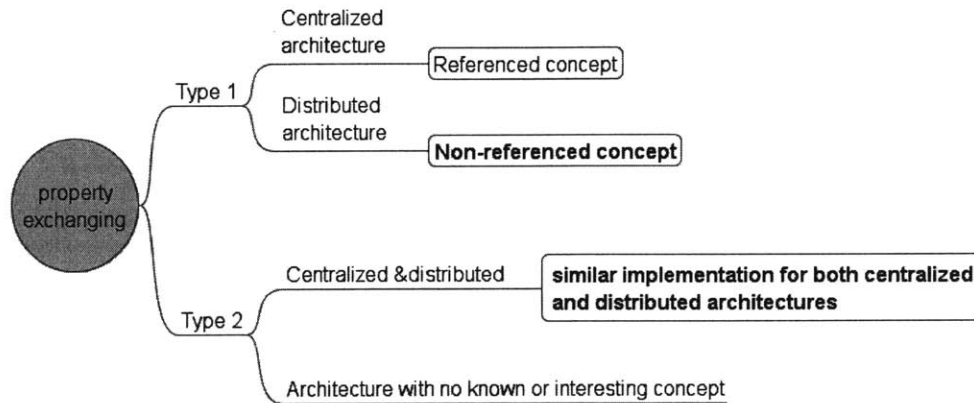 Centralized
architecture
Referenced concept
Type 1
Distributed
architecture
Non-referenced concept
property
exchanging
Centralized &distributed
similar implementation for both centralized
and distributed architectures
Type 2
Architecture with no known or interesting concept